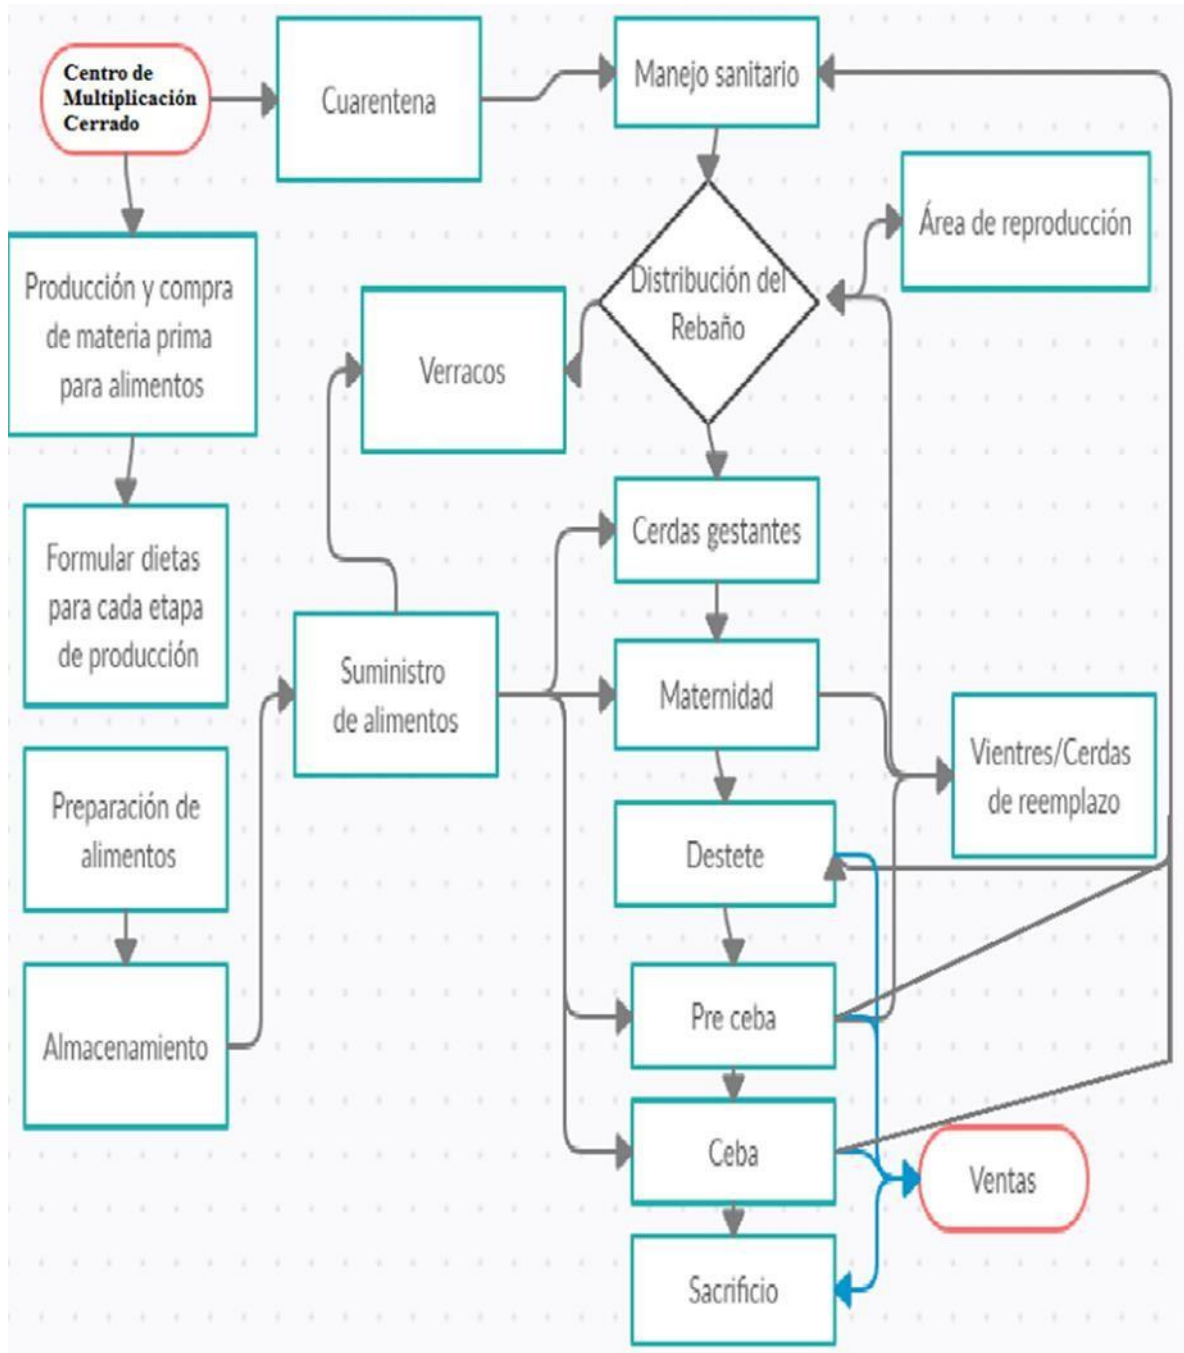 Centro de
Multiplicación
Cerrado
Cuarentena
Manejo sanitario
Área de reproducción
Distribución del
Rebaño
Producción y compra
de materia prima
para alimentos
Verracos
Formular dietas
para cada etapa
de producción
Cerdas gestantes
Suministro
de alimentos
Maternidad
Vientres/Cerdas
de reemplazo
Preparación de
alimentos
Destete
Almacenamiento
Pre ceba
Ceba
Ventas
Sacrificio